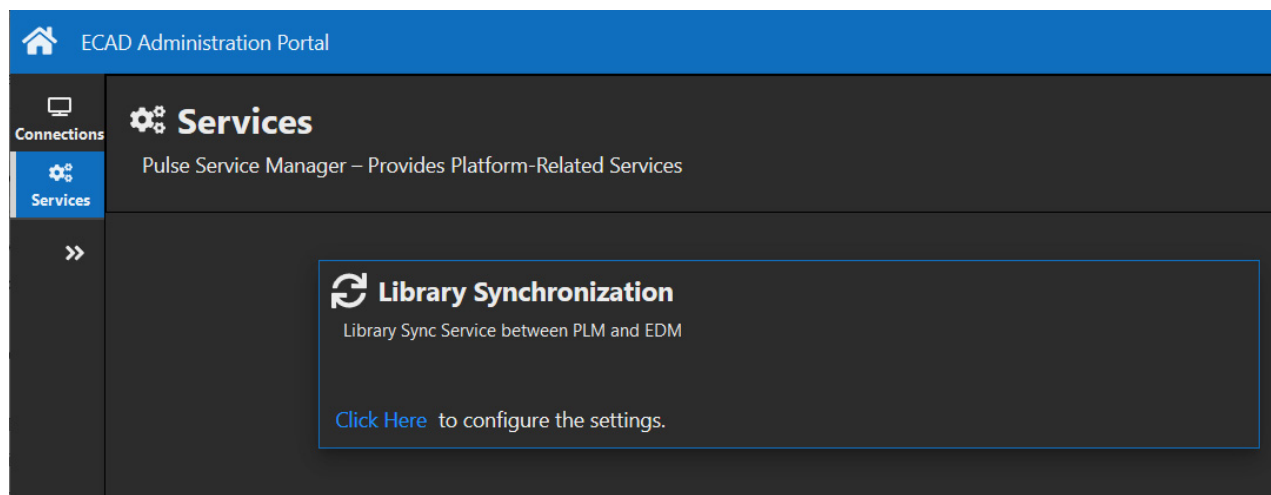 ECAD Administration Portal
Connections
Services
Services
Pulse Service Manager – Provides Platform-Related Services
Library Synchronization
Library Sync Service between PLM and EDM
Click Here to configure the settings.